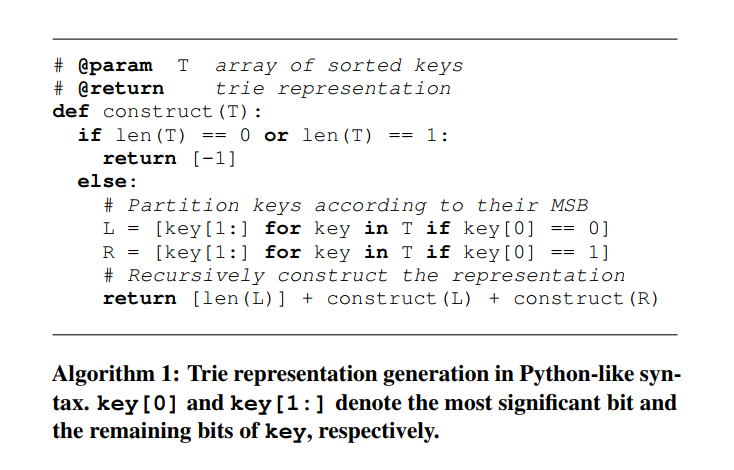 # @param T array of sorted keys
# @return trie representation
def construct(T):
if len(T) == 0 or len(T) == 1:
return [-1]
else:
# Partition keys according to their MSB
L = [key[1:] for key in T if key[0] == 0]
R = [key[1:] for key in T if key[0] == 1]
# Recursively construct the representation
return [len(L)] + construct(L) + construct(R)
Algorithm 1: Trie representation generation in Python-like syn-
tax. key[0] and key[1:] denote the most significant bit and
the remaining bits of key, respectively.